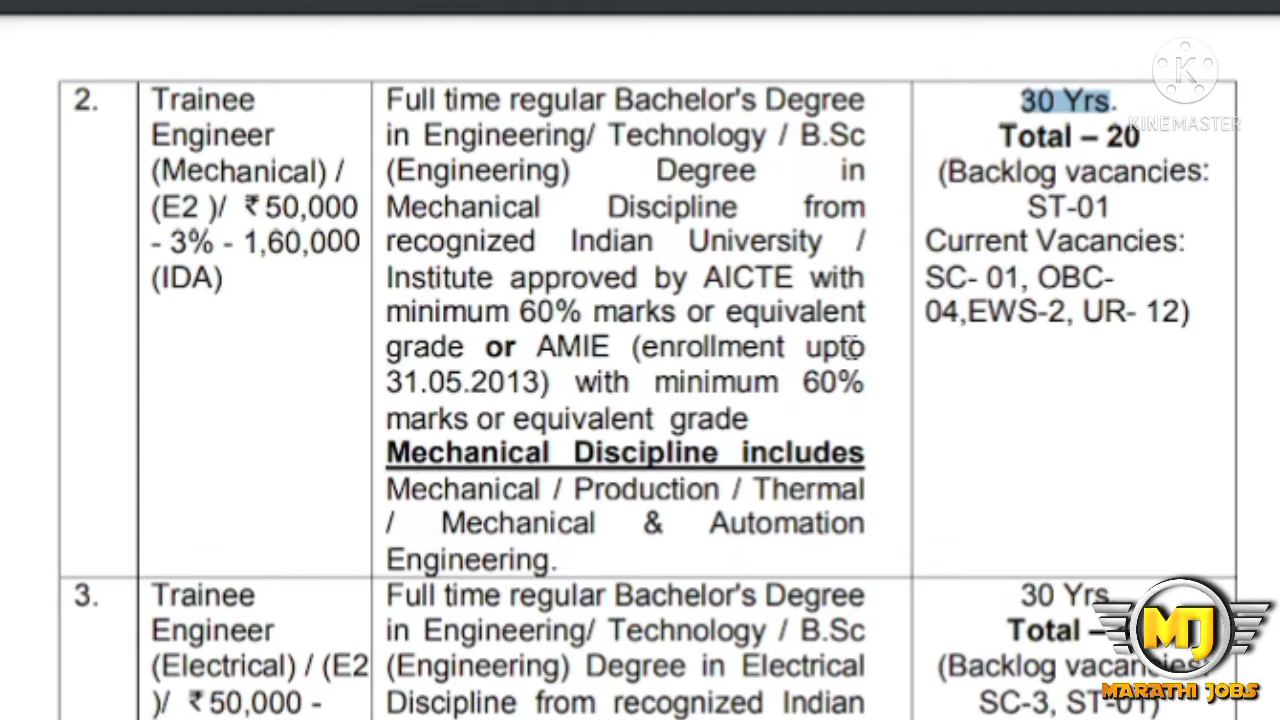 2.
Trainee
Engineer
(Mechanical) /
(E2 )/ ₹50,000
- 3% - 1,60,000
(IDA)
Full time regular Bachelor's Degree
in Engineering/ Technology / B.Sc
(Engineering) Degree in
Mechanical Discipline from
recognized Indian University /
Institute approved by AICTE with
minimum 60% marks or equivalent
grade or AMIE (enrollment upto
31.05.2013) with minimum 60%
marks or equivalent grade
Mechanical Discipline includes
Mechanical / Production / Thermal
/ Mechanical & Automation
Engineering.
30 Yrs.
Total – 20
(Backlog vacancies:
ST-01
Current Vacancies:
SC- 01, OBC-
04,EWS-2, UR- 12)
3.
Trainee
Engineer
(Electrical) / (E2
)/ ₹50,000 -
Full time regular Bachelor's Degree
in Engineering/ Technology / B.Sc
(Engineering) Degree in Electrical
Discipline from recognized Indian
30 Yrs
Total –
(Backlog vacancies:
SC-3, ST-01)
K
KINEMASTER
MJ
MARATHI JOBS